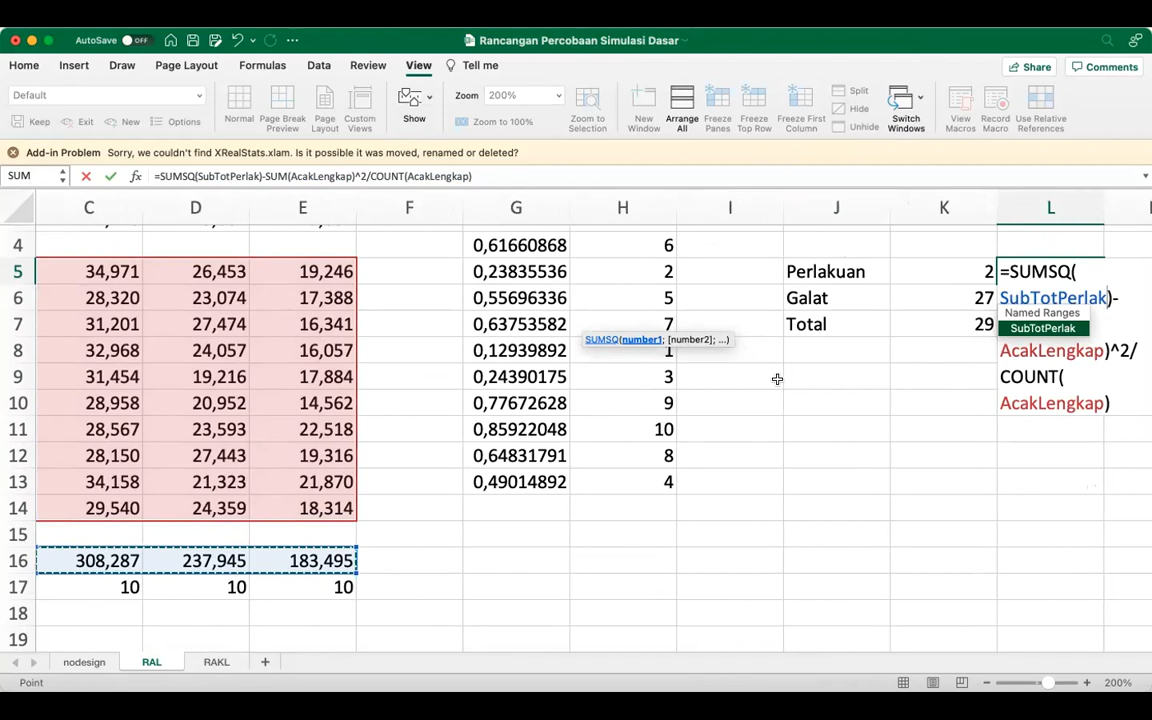 AutoSave OFF Rancangan Percobaan Simulasi Dasar
Home Insert Draw Page Layout Formulas Data Review View Tell me Share Comments
Default
Keep Exit New Options
Normal Page Break Preview Page Layout Custom Views
Show
Zoom 200%
Zoom to 100%
Zoom to Selection
New Window Arrange All Freeze Panes Freeze Top Row Freeze First Column
Split
Hide
Unhide
Switch Windows
View Macros Record Macro Use Relative References
Add-in Problem Sorry, we couldn't find XRealStats.xlam. Is it possible it was moved, renamed or deleted?
SUM fx =SUMSQ(SubTotPerlak)-SUM(AcakLengkap)^2/COUNT(AcakLengkap)
C D E F G H I J K L
4 0,61660868 6
5 34,971 26,453 19,246 0,23835536 2 Perlakuan 2 =SUMSQ(
6 28,320 23,074 17,388 0,55696336 5 Galat 27 SubTotPerlak)-
Named Ranges
7 31,201 27,474 16,341 0,63753582 7 Total 29 SubTotPerlak
SUMSQ(number1; [number2]; ...)
8 32,968 24,057 16,057 0,12939892 1 AcakLengkap)^2/
9 31,454 19,216 17,884 0,24390175 3 COUNT(
10 28,958 20,952 14,562 0,77672628 9 AcakLengkap)
11 28,567 23,593 22,518 0,85922048 10
12 28,150 27,443 19,316 0,64831791 8
13 34,158 21,323 21,870 0,49014892 4
14 29,540 24,359 18,314
15
16 308,287 237,945 183,495
17 10 10 10
18
19
nodesign RAL RAKL +
Point 200%